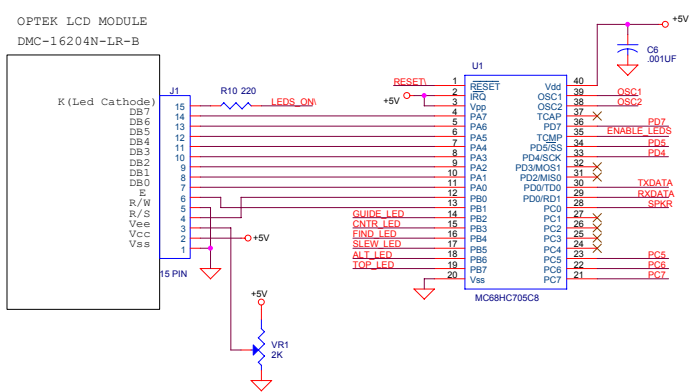 OPTEK LCD MODULE
DMC-16204N-LR-B
K(Led Cathode)
DB7
DB6
DB5
DB4
DB3
DB2
DB1
DB0
E
R/W
R/S
Vee
Vcc
Vss
J1
15
14
13
12
11
10
9
8
7
6
5
4
3
2
1
15 PIN
R10 220
LEDS_ON\
+5V
+5V
VR1
2K
RESET\
+5V
GUIDE_LED
CNTR_LED
FIND_LED
SLEW_LED
ALT_LED
TOP_LED
U1
1 RESET Vdd 40
2 IRQ OSC1 39 OSC1
3 Vpp OSC2 38 OSC2
4 PA7 TCAP 37
5 PA6 PD7 36 PD7
6 PA5 TCMP 35 ENABLE_LEDS
7 PA4 PD5/SS 34 PD5
8 PA3 PD4/SCK 33 PD4
9 PA2 PD3/MOS1 32
10 PA1 PD2/MIS0 31
11 PA0 PD0/TD0 30 TXDATA
12 PB0 PD0/RD1 29 RXDATA
13 PB1 PC0 28 SPKR
14 PB2 PC1 27
15 PB3 PC2 26
16 PB4 PC3 25
17 PB5 PC4 24
18 PB6 PC5 23 PC5
19 PB7 PC6 22 PC6
20 Vss PC7 21 PC7
MC68HC705C8
+5V
C6
.001UF